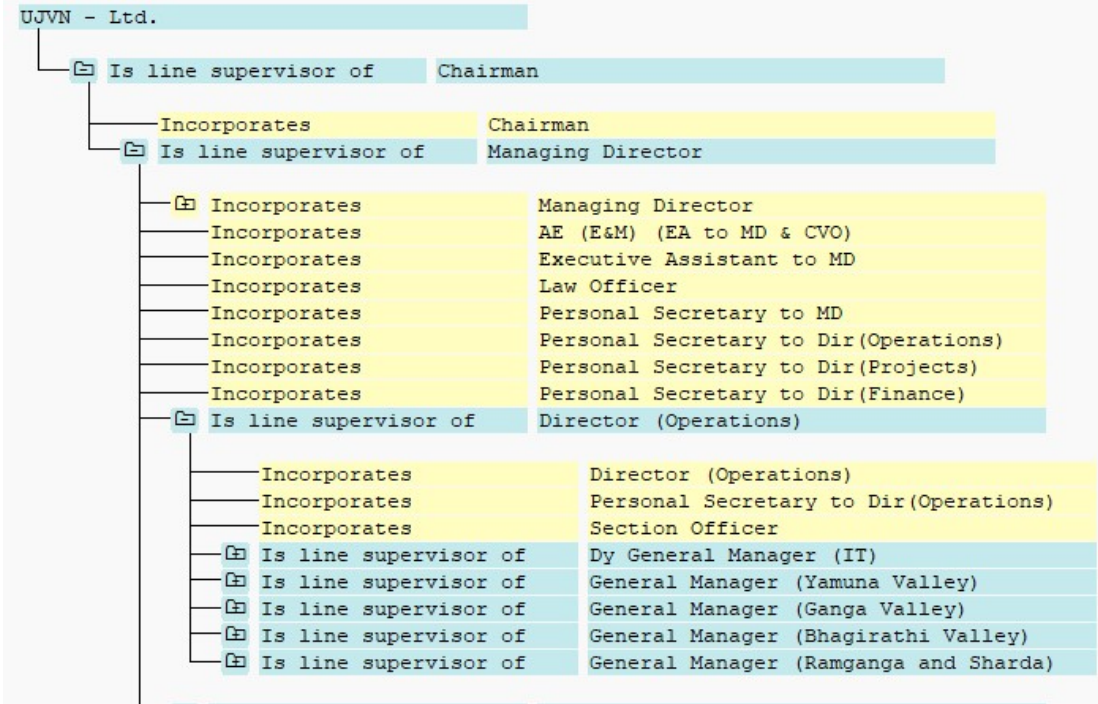 UJVN - Ltd.
Is line supervisor of Chairman
Incorporates Chairman
Is line supervisor of Managing Director
Incorporates Managing Director
Incorporates AE (E&M) (EA to MD & CVO)
Incorporates Executive Assistant to MD
Incorporates Law Officer
Incorporates Personal Secretary to MD
Incorporates Personal Secretary to Dir(Operations)
Incorporates Personal Secretary to Dir(Projects)
Incorporates Personal Secretary to Dir(Finance)
Is line supervisor of Director (Operations)
Incorporates Director (Operations)
Incorporates Personal Secretary to Dir(Operations)
Incorporates Section Officer
Is line supervisor of Dy General Manager (IT)
Is line supervisor of General Manager (Yamuna Valley)
Is line supervisor of General Manager (Ganga Valley)
Is line supervisor of General Manager (Bhagirathi Valley)
Is line supervisor of General Manager (Ramganga and Sharda)